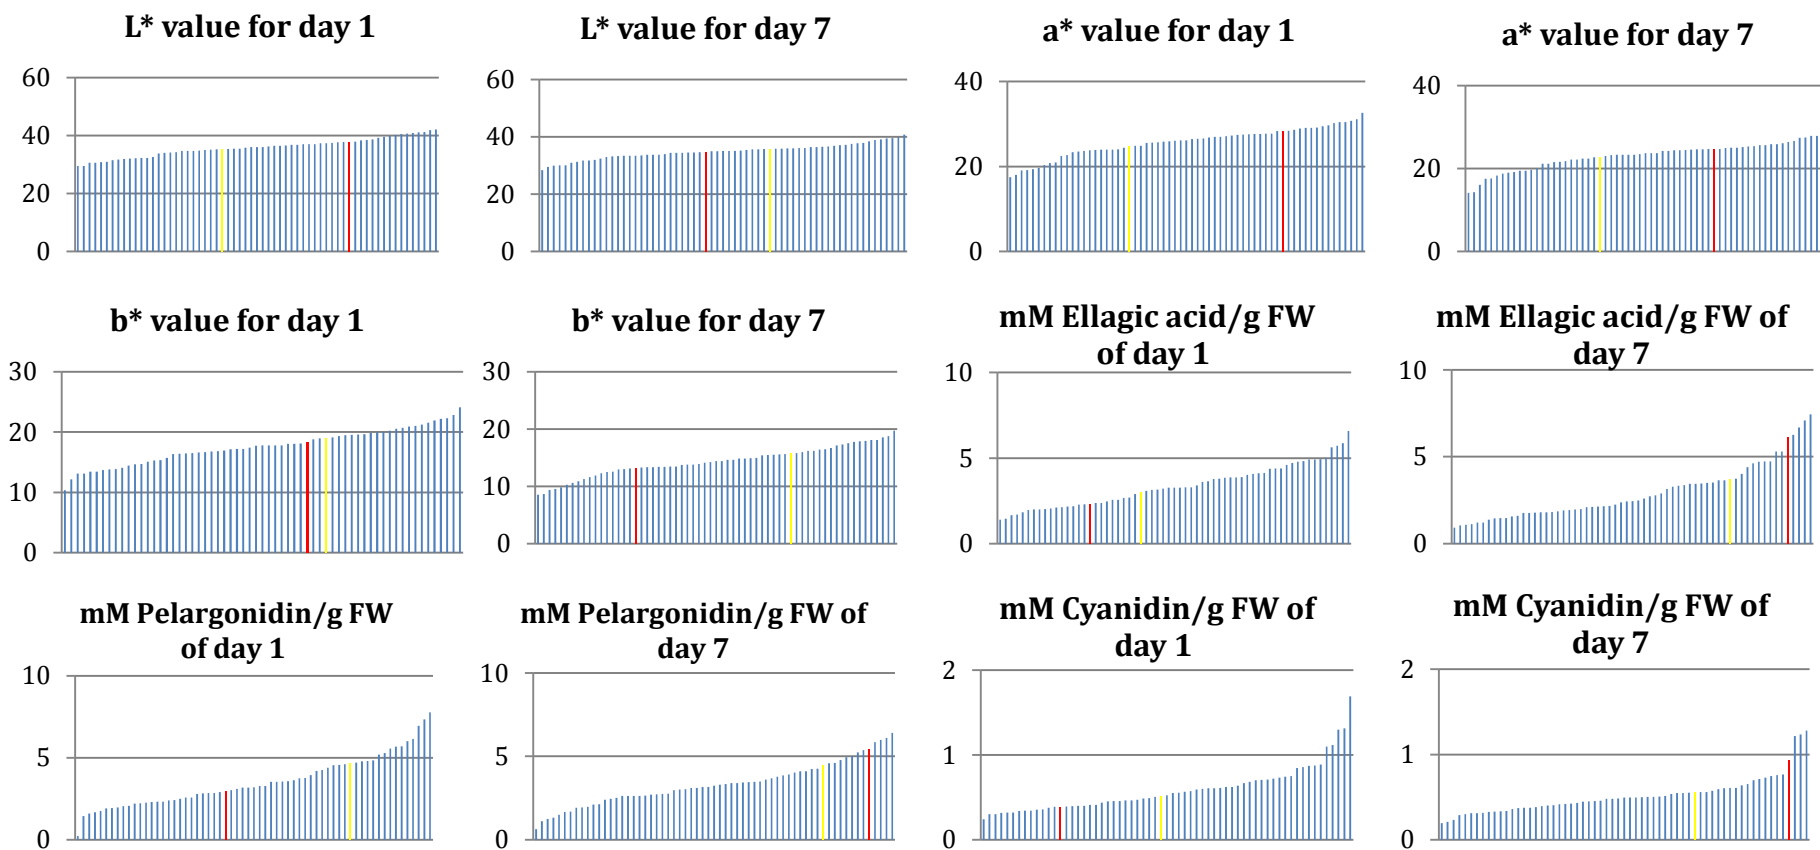 L* value for day 1
60
40
20
0
L* value for day 7
60
40
20
0
a* value for day 1
40
20
0
a* value for day 7
40
20
0
b* value for day 1
30
20
10
0
b* value for day 7
30
20
10
0
mM Ellagic acid/g FW
of day 1
10
5
0
mM Ellagic acid/g FW of
day 7
10
5
0
mM Pelargonidin/g FW
of day 1
10
5
0
mM Pelargonidin/g FW of
day 7
10
5
0
mM Cyanidin/g FW of
day 1
2
1
0
mM Cyanidin/g FW of
day 7
2
1
0